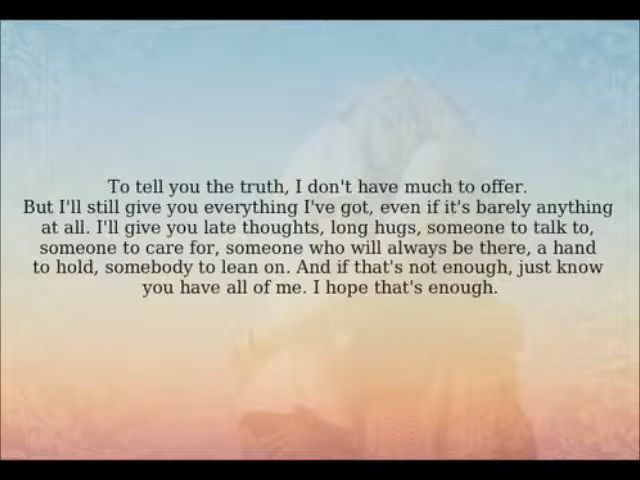 To tell you the truth, I don't have much to offer.
But I'll still give you everything I've got, even if it's barely anything
at all. I'll give you late thoughts, long hugs, someone to talk to,
someone to care for, someone who will always be there, a hand
to hold, somebody to lean on. And if that's not enough, just know
you have all of me. I hope that's enough.